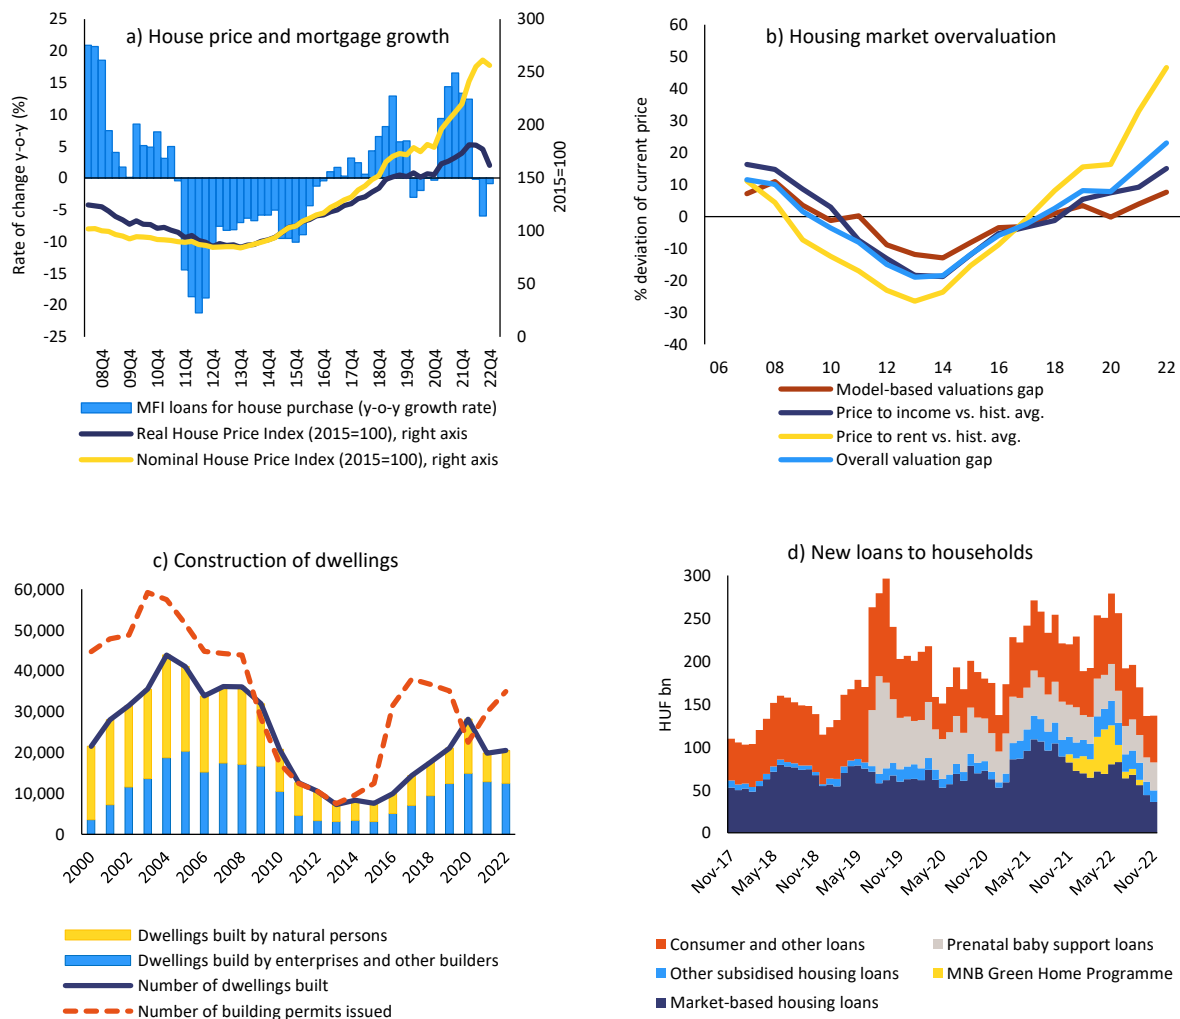 a) House price and mortgage growth
Rate of change y-o-y (%)
25
20
15
10
5
0
-5
-10
-15
-20
-25
300
250
200
150
100
50
0
2015=100
08Q4
09Q4
10Q4
11Q4
12Q4
13Q4
14Q4
15Q4
16Q4
17Q4
18Q4
19Q4
20Q4
21Q4
22Q4
MFI loans for house purchase (y-o-y growth rate)
Real House Price Index (2015=100), right axis
Nominal House Price Index (2015=100), right axis
b) Housing market overvaluation
% deviation of current price
60
50
40
30
20
10
0
-10
-20
-30
-40
06 08 10 12 14 16 18 20 22
Model-based valuations gap
Price to income vs. hist. avg.
Price to rent vs. hist. avg.
Overall valuation gap
c) Construction of dwellings
60,000
50,000
40,000
30,000
20,000
10,000
0
2000
2002
2004
2006
2008
2010
2012
2014
2016
2018
2020
2022
Dwellings built by natural persons
Dwellings build by enterprises and other builders
Number of dwellings built
Number of building permits issued
d) New loans to households
HUF bn
300
250
200
150
100
50
0
Nov-17
May-18
Nov-18
May-19
Nov-19
May-20
Nov-20
May-21
Nov-21
May-22
Nov-22
Consumer and other loans
Prenatal baby support loans
Other subsidised housing loans
MNB Green Home Programme
Market-based housing loans